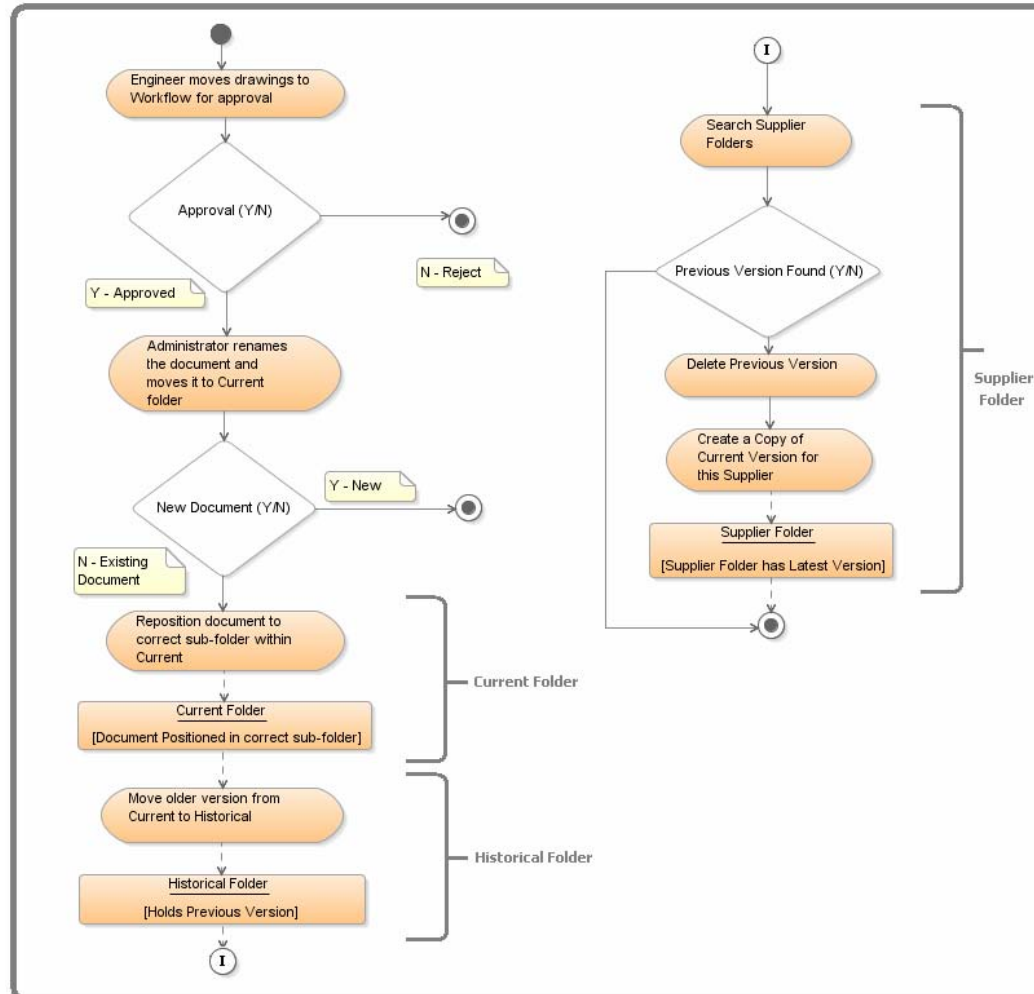 Engineer moves drawings to
Workflow for approval
Approval (Y/N)
N - Reject
Y - Approved
Administrator renames
the document and
moves it to Current
folder
Y - New
New Document (Y/N)
N - Existing
Document
Reposition document to
correct sub-folder within
Current
Current Folder
[Document Positioned in correct sub-folder]
Current Folder
Move older version from
Current to Historical
Historical Folder
[Holds Previous Version]
Historical Folder
I
I
Search Supplier
Folders
Previous Version Found (Y/N)
Delete Previous Version
Create a Copy of
Current Version for
this Supplier
Supplier Folder
[Supplier Folder has Latest Version]
Supplier
Folder